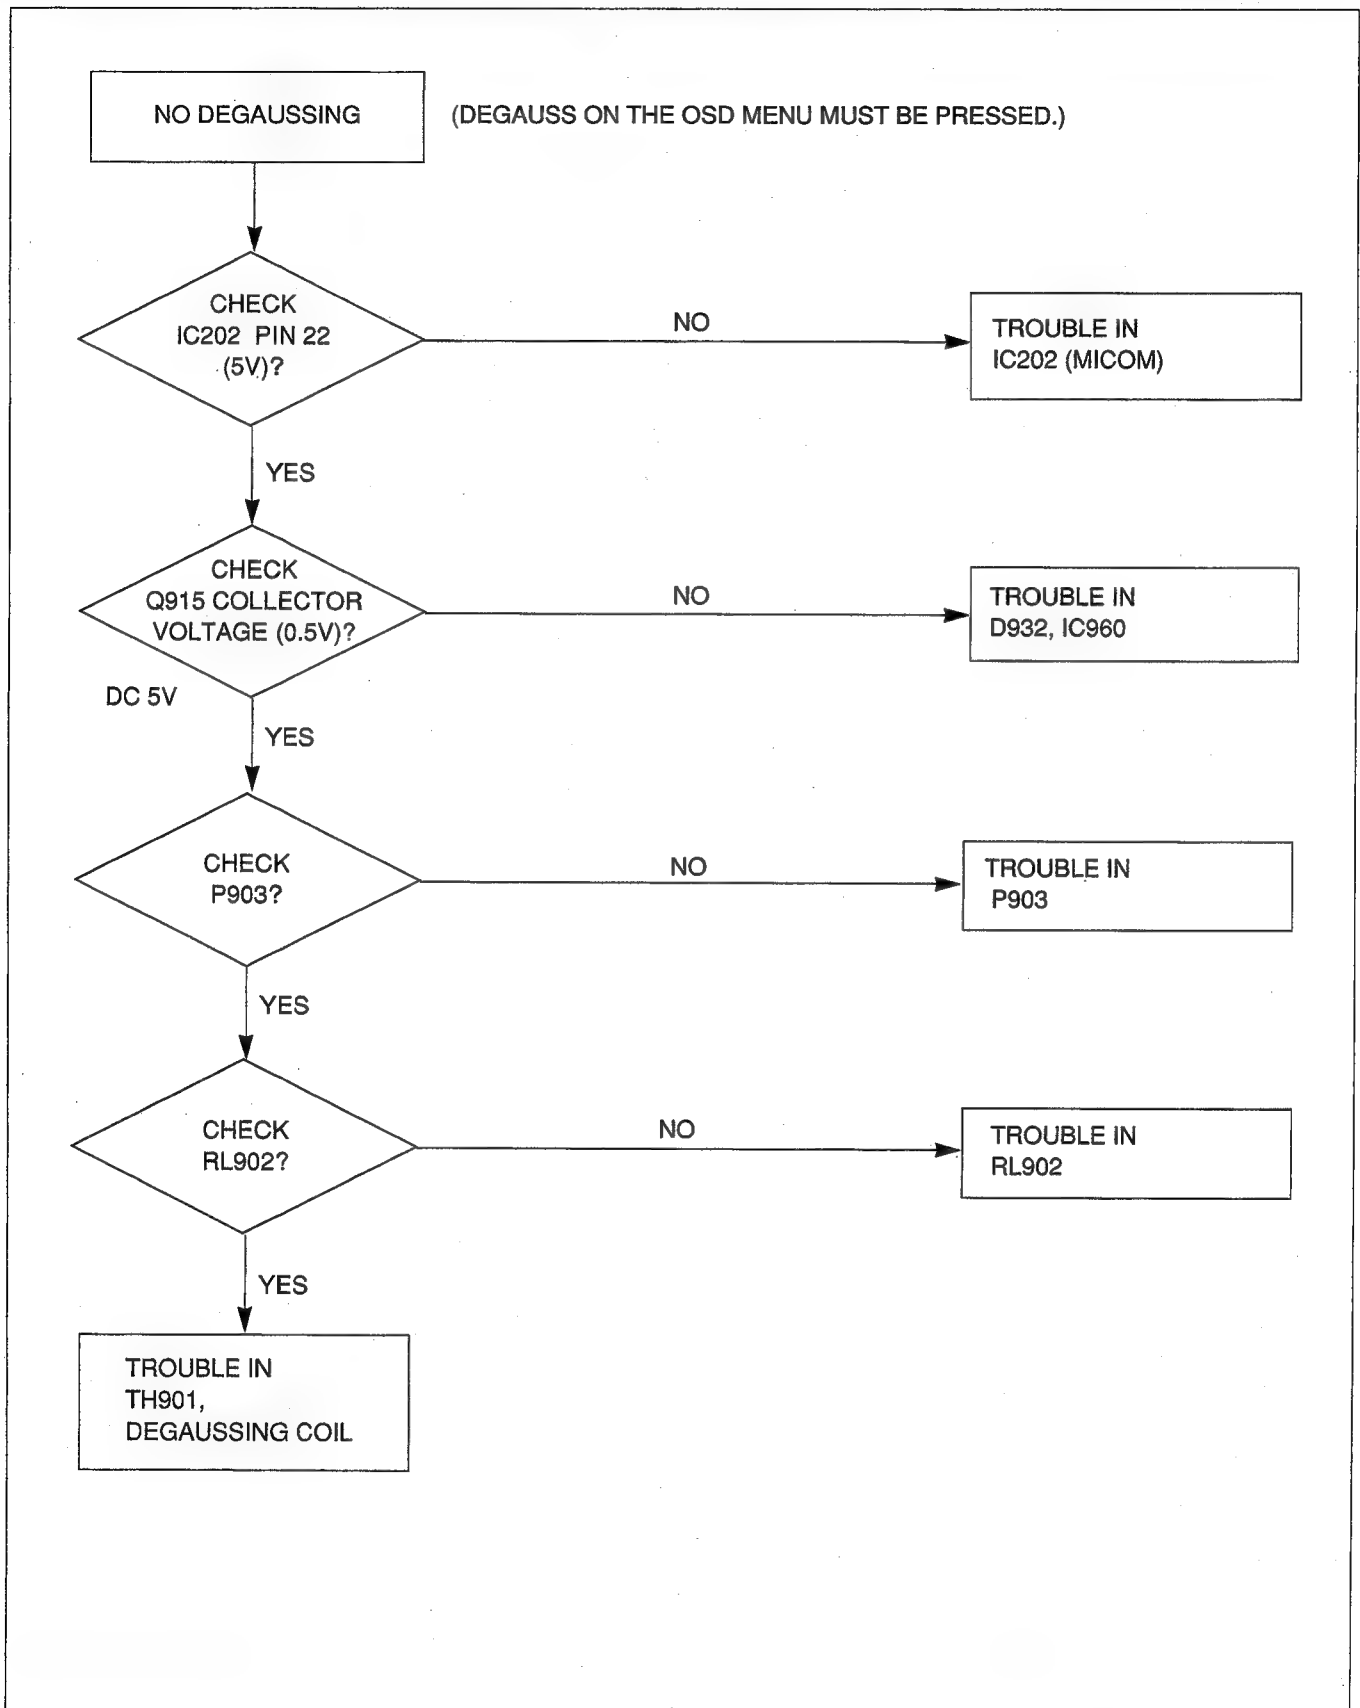 NO DEGAUSSING
(DEGAUSS ON THE OSD MENU MUST BE PRESSED.)
CHECK
IC202 PIN 22
(5V)?
NO
TROUBLE IN
IC202 (MICOM)
YES
CHECK
Q915 COLLECTOR
VOLTAGE (0.5V)?
NO
TROUBLE IN
D932, IC960
DC 5V
YES
CHECK
P903?
NO
TROUBLE IN
P903
YES
CHECK
RL902?
NO
TROUBLE IN
RL902
YES
TROUBLE IN
TH901,
DEGAUSSING COIL